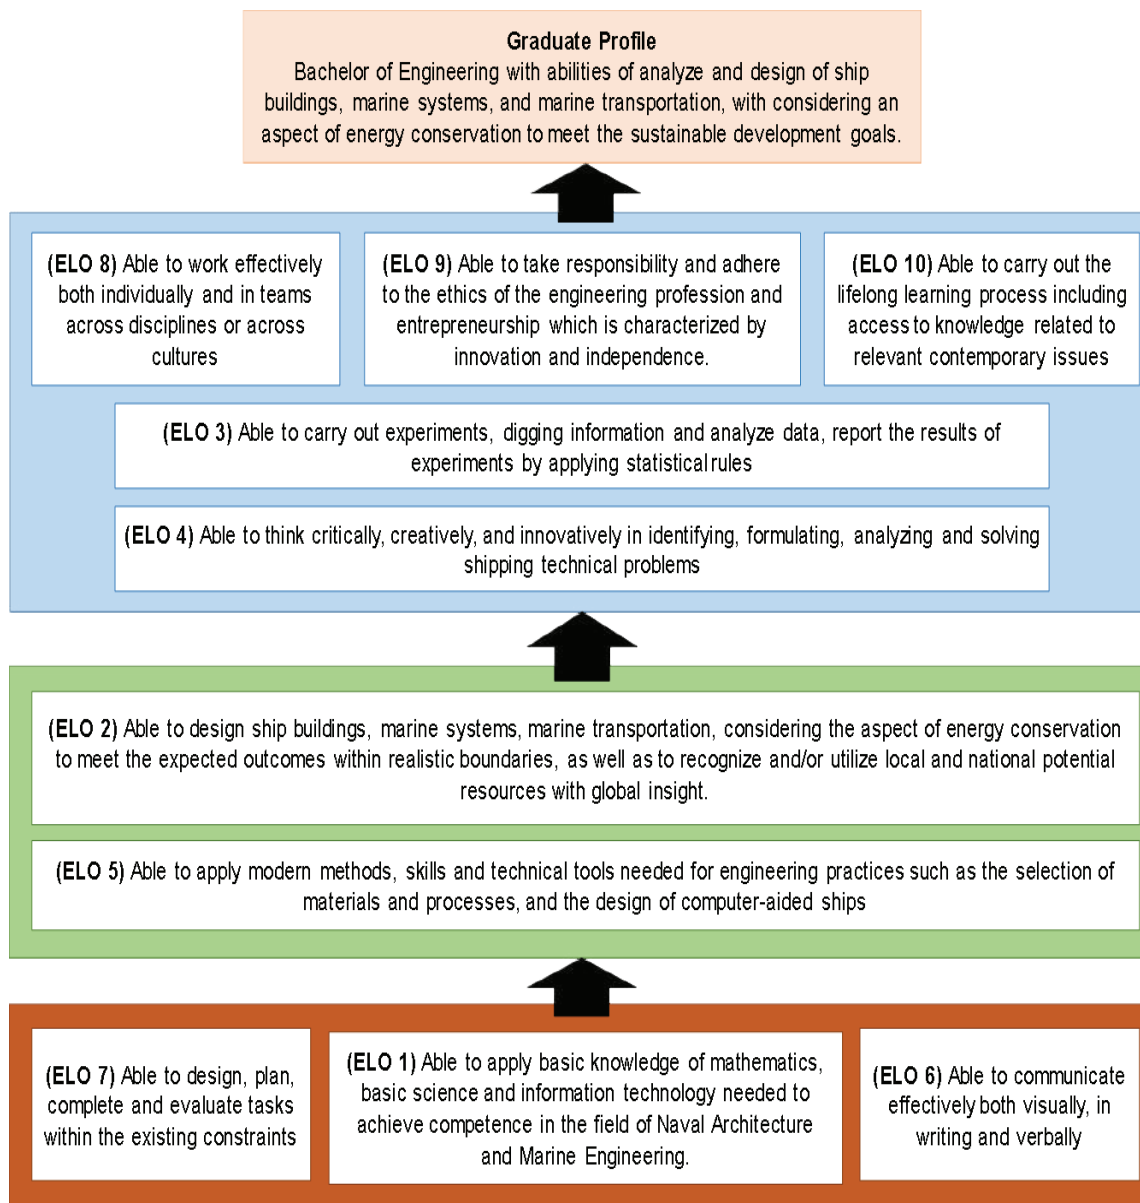 Graduate Profile
Bachelor of Engineering with abilities of analyze and design of ship
buildings, marine systems, and marine transportation, with considering an
aspect of energy conservation to meet the sustainable development goals.
(ELO 8) Able to work effectively
both individually and in teams
across disciplines or across
cultures
(ELO 9) Able to take responsibility and adhere
to the ethics of the engineering profession and
entrepreneurship which is characterized by
innovation and independence.
(ELO 10) Able to carry out the
lifelong learning process including
access to knowledge related to
relevant contemporary issues
(ELO 3) Able to carry out experiments, digging information and analyze data, report the results of
experiments by applying statistical rules
(ELO 4) Able to think critically, creatively, and innovatively in identifying, formulating, analyzing and solving
shipping technical problems
(ELO 2) Able to design ship buildings, marine systems, marine transportation, considering the aspect of energy conservation
to meet the expected outcomes within realistic boundaries, as well as to recognize and/or utilize local and national potential
resources with global insight.
(ELO 5) Able to apply modern methods, skills and technical tools needed for engineering practices such as the selection of
materials and processes, and the design of computer-aided ships
(ELO 7) Able to design, plan,
complete and evaluate tasks
within the existing constraints
(ELO 1) Able to apply basic knowledge of mathematics,
basic science and information technology needed to
achieve competence in the field of Naval Architecture
and Marine Engineering.
(ELO 6) Able to communicate
effectively both visually, in
writing and verbally